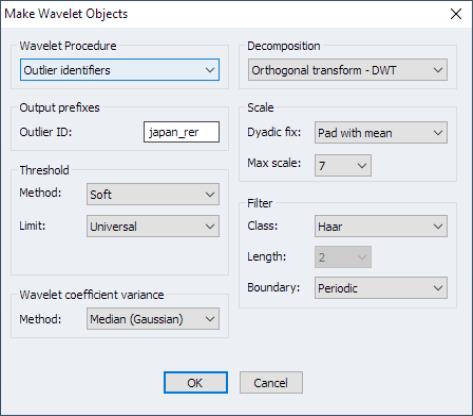 Make Wavelet Objects
Wavelet Procedure
Outlier identifiers
Output prefixes
Outlier ID: japan_rer
Threshold
Method: Soft
Limit: Universal
Wavelet coefficient variance
Method: Median (Gaussian)
Decomposition
Orthogonal transform - DWT
Scale
Dyadic fix: Pad with mean
Max scale: 7
Filter
Class: Haar
Length: 2
Boundary: Periodic
OK
Cancel